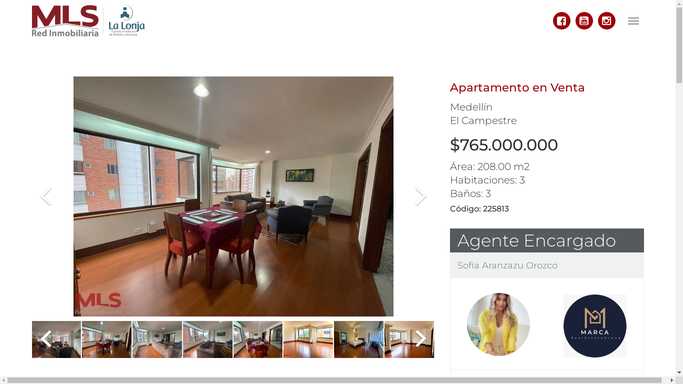 MLS
Red Inmobiliaria
La Lonja
Apartamento en Venta
Medellín
El Campestre
$765.000.000
Área: 208.00 m2
Habitaciones: 3
Baños: 3
Código: 225813
MLS
Agente Encargado
Sofia Aranzazu Orozco
MARCA